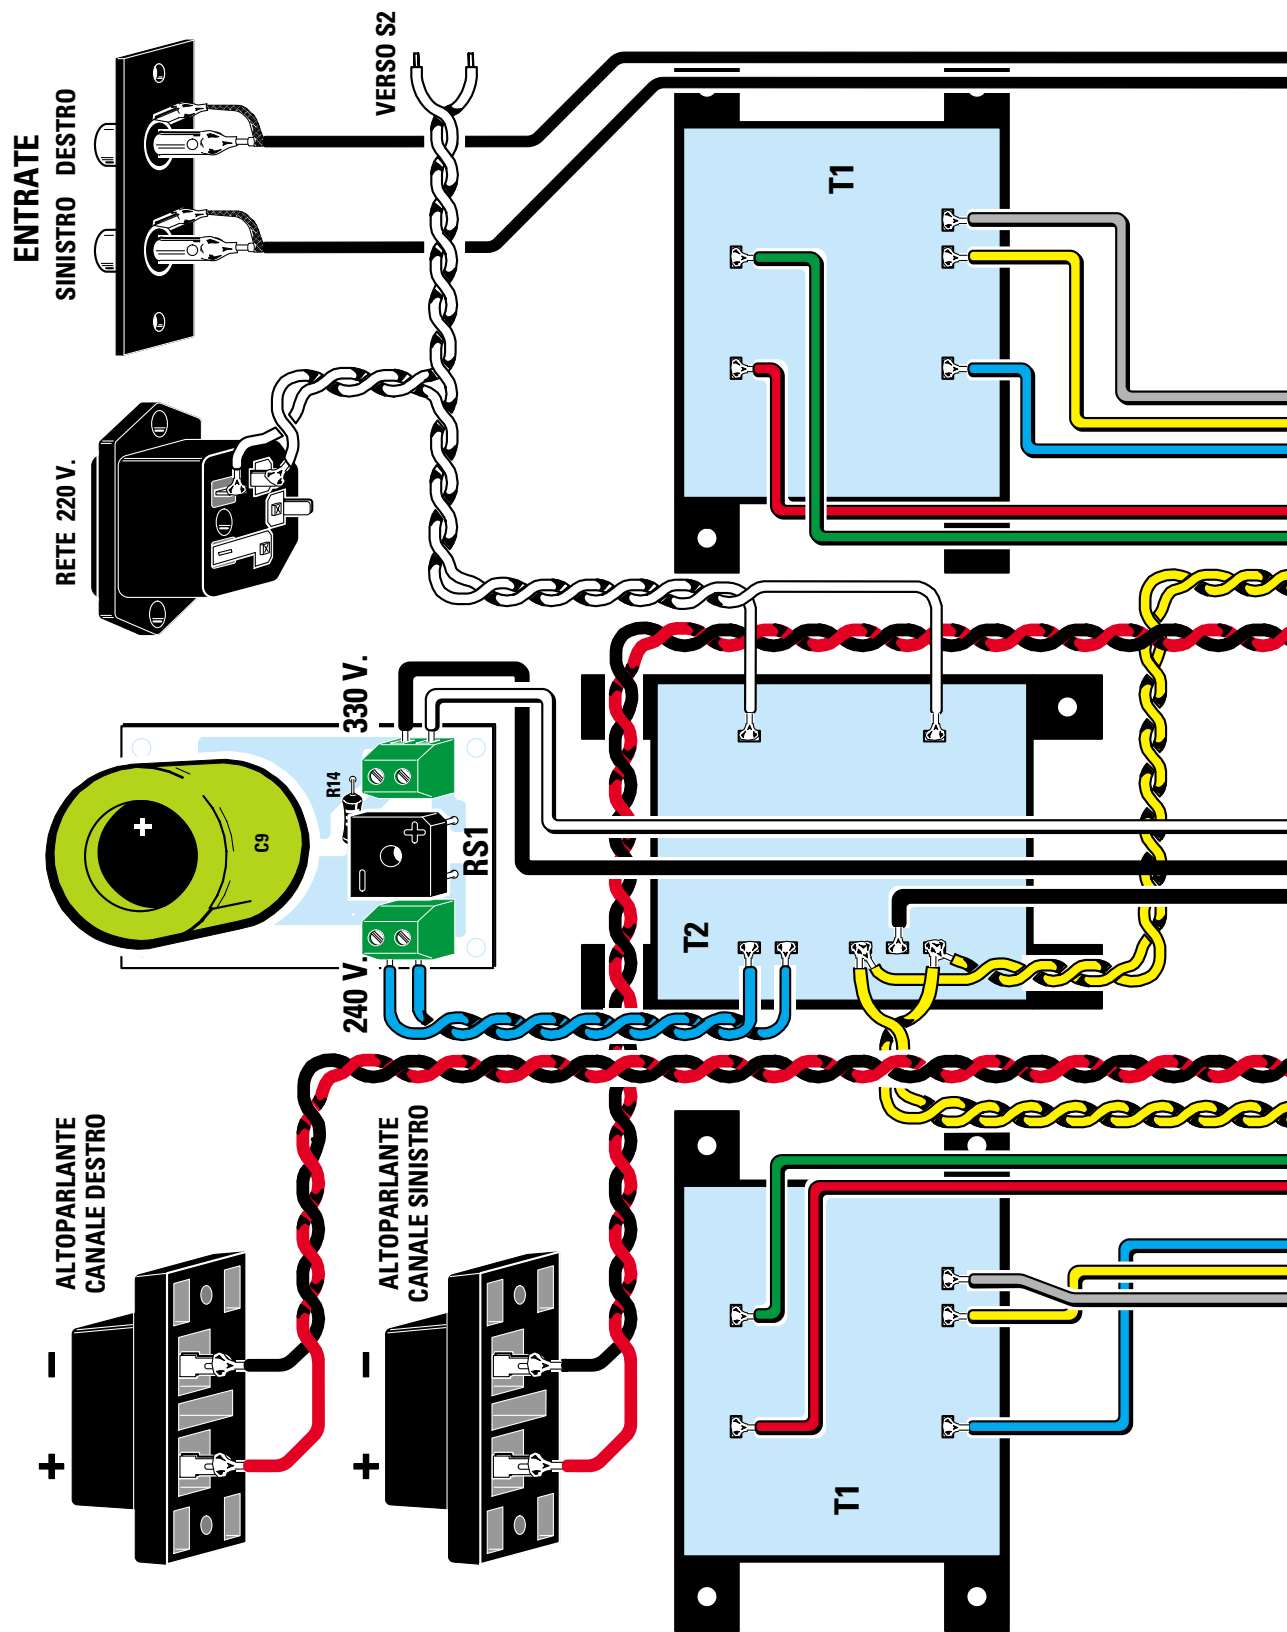 ENTRATE
SINISTRO DESTRO
VERSO S2
RETE 220 V.
T1
330 V.
R14
C9
+
+
–
RS1
240 V.
T2
ALTOPARLANTE
CANALE DESTRO
+ –
ALTOPARLANTE
CANALE SINISTRO
+ –
T1